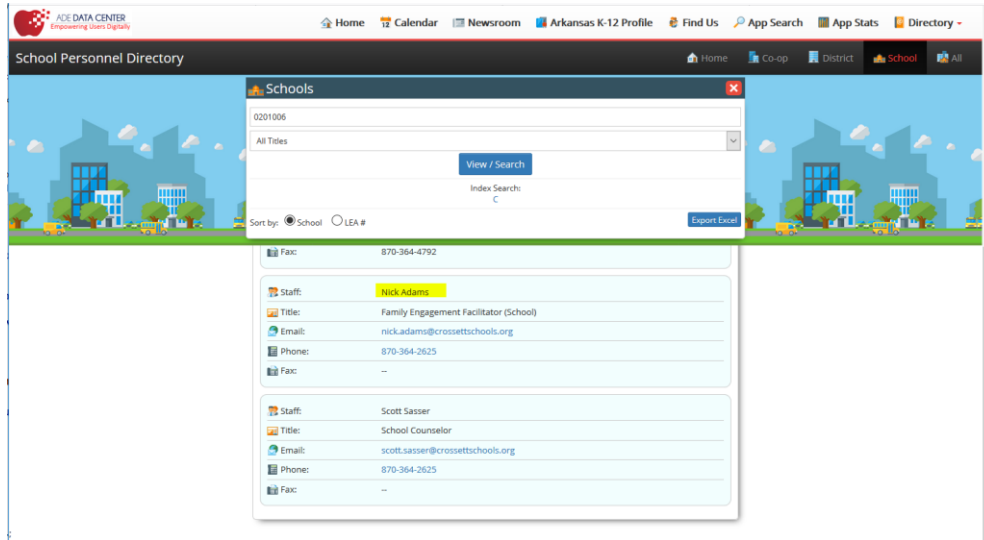 ADE DATA CENTER
Empowering Users Digitally
Home 12 Calendar Newsroom Arkansas K-12 Profile Find Us App Search App Stats Directory
School Personnel Directory
Home Co-op District School All
Schools
0201006
All Titles
View / Search
Index Search:
C
Sort by: School LEA #
Export Excel
Fax: 870-364-4792
Staff: Nick Adams
Title: Family Engagement Facilitator (School)
Email: nick.adams@crossettschools.org
Phone: 870-364-2625
Fax: --
Staff: Scott Sasser
Title: School Counselor
Email: scott.sasser@crossettschools.org
Phone: 870-364-2625
Fax: --